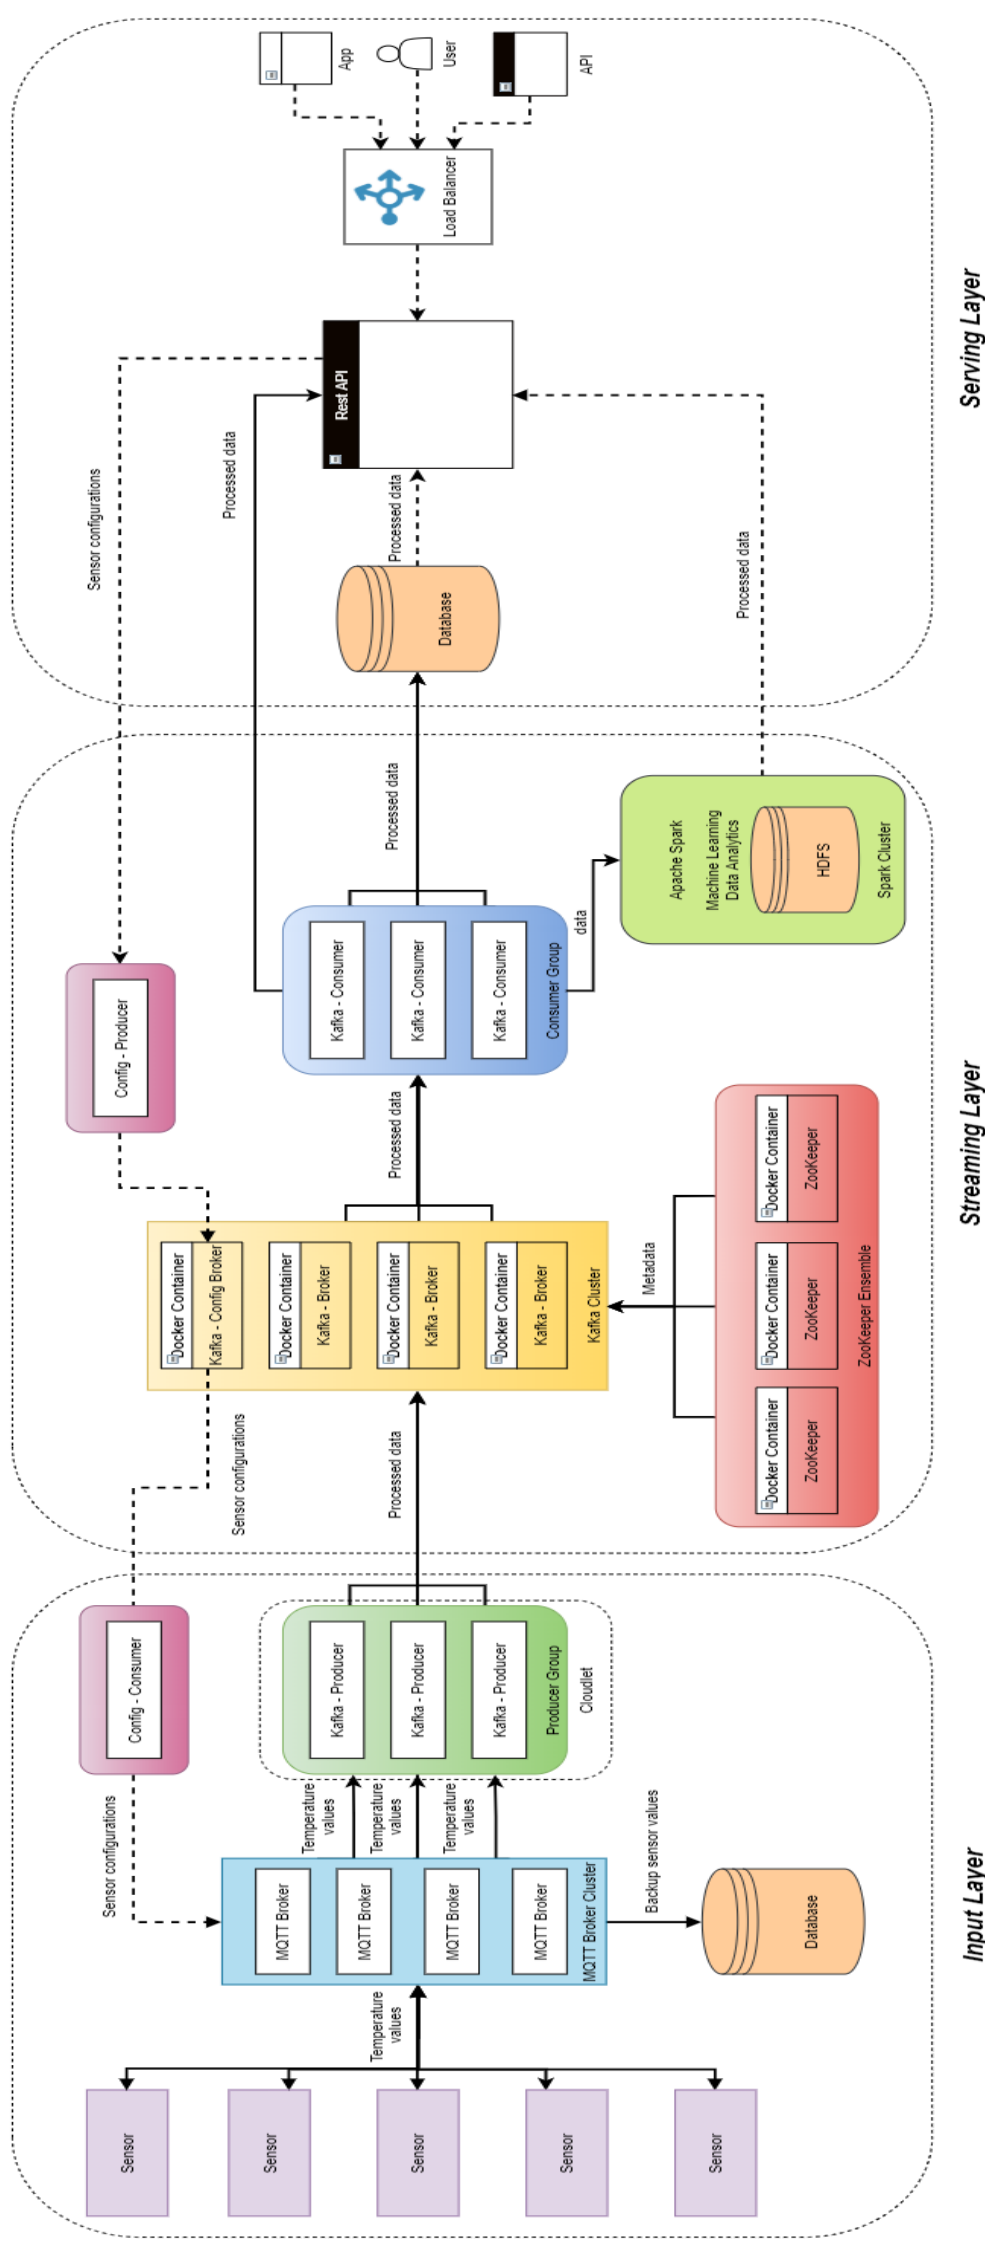 Sensor
Sensor
Sensor
Sensor
Sensor
Temperature
values
MQTT Broker
MQTT Broker
MQTT Broker
MQTT Broker
MQTT Broker Cluster
Backup sensor values
Database
Sensor configurations
Config - Consumer
Temperature
values
Temperature
values
Temperature
values
Kafka - Producer
Kafka - Producer
Kafka - Producer
Producer Group
Cloudlet
Input Layer
Sensor configurations
Processed data
Docker Container
Kafka - Config Broker
Docker Container
Kafka - Broker
Docker Container
Kafka - Broker
Docker Container
Kafka - Broker
Kafka Cluster
Metadata
Docker Container
ZooKeeper
Docker Container
ZooKeeper
Docker Container
ZooKeeper
ZooKeeper Ensemble
Config - Producer
Processed data
Kafka - Consumer
Kafka - Consumer
Kafka - Consumer
Consumer Group
data
Apache Spark
Machine Learning
Data Analytics
HDFS
Spark Cluster
Processed data
Streaming Layer
Sensor configurations
Processed data
Database
Processed data
Processed data
Rest API
Load Balancer
App
User
API
Serving Layer